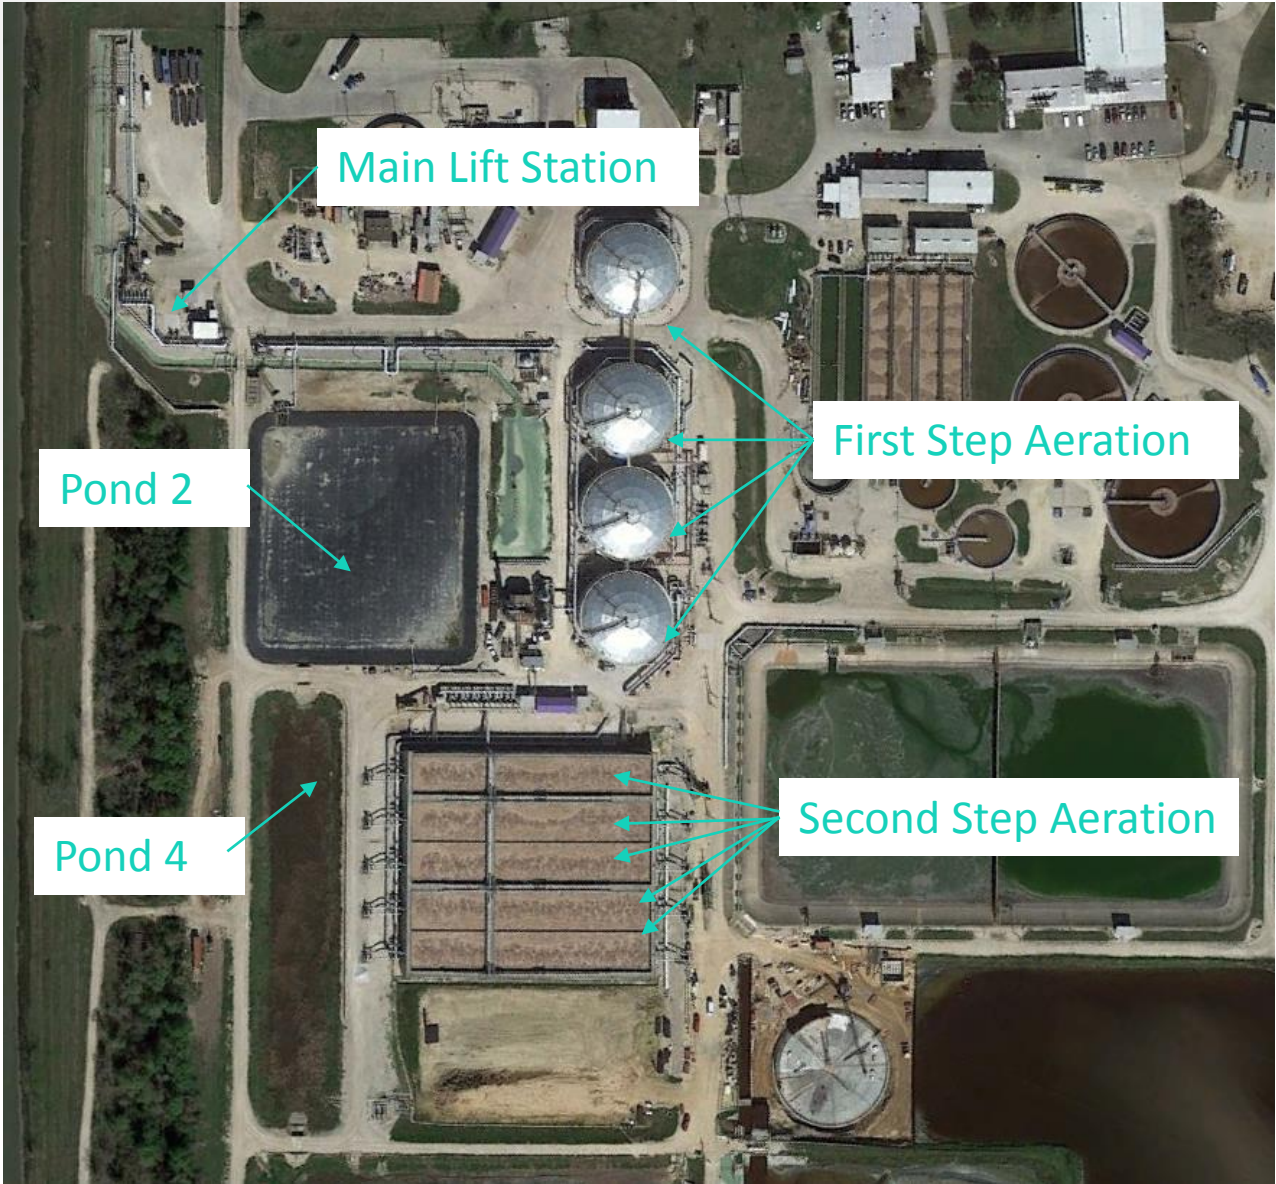 Main Lift Station
First Step Aeration
Pond 2
Second Step Aeration
Pond 4